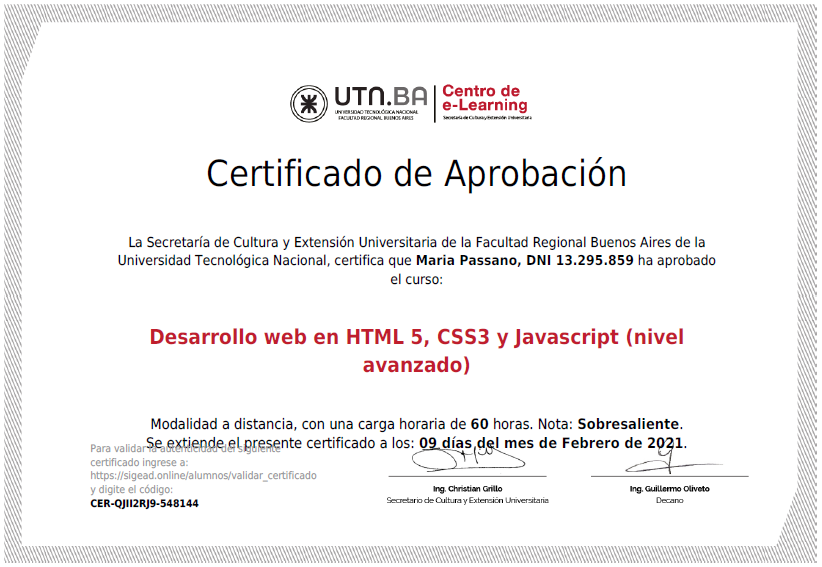 UTN.BA
UNIVERSIDAD TECNOLÓGICA NACIONAL
FACULTAD REGIONAL BUENOS AIRES
Centro de
e-Learning
Secretaría de Cultura y Extensión Universitaria
Certificado de Aprobación
La Secretaría de Cultura y Extensión Universitaria de la Facultad Regional Buenos Aires de la
Universidad Tecnológica Nacional, certifica que Maria Passano, DNI 13.295.859 ha aprobado
el curso:
Desarrollo web en HTML 5, CSS3 y Javascript (nivel
avanzado)
Modalidad a distancia, con una carga horaria de 60 horas. Nota: Sobresaliente.
Se extiende el presente certificado a los: 09 días del mes de Febrero de 2021.
Para validar la autenticidad del siguiente
certificado ingrese a:
https://sigead.online/alumnos/validar_certificado
y digite el código:
CER-QJII2RJ9-548144
Ing. Christian Grillo
Secretario de Cultura y Extensión Universitaria
Ing. Guillermo Oliveto
Decano